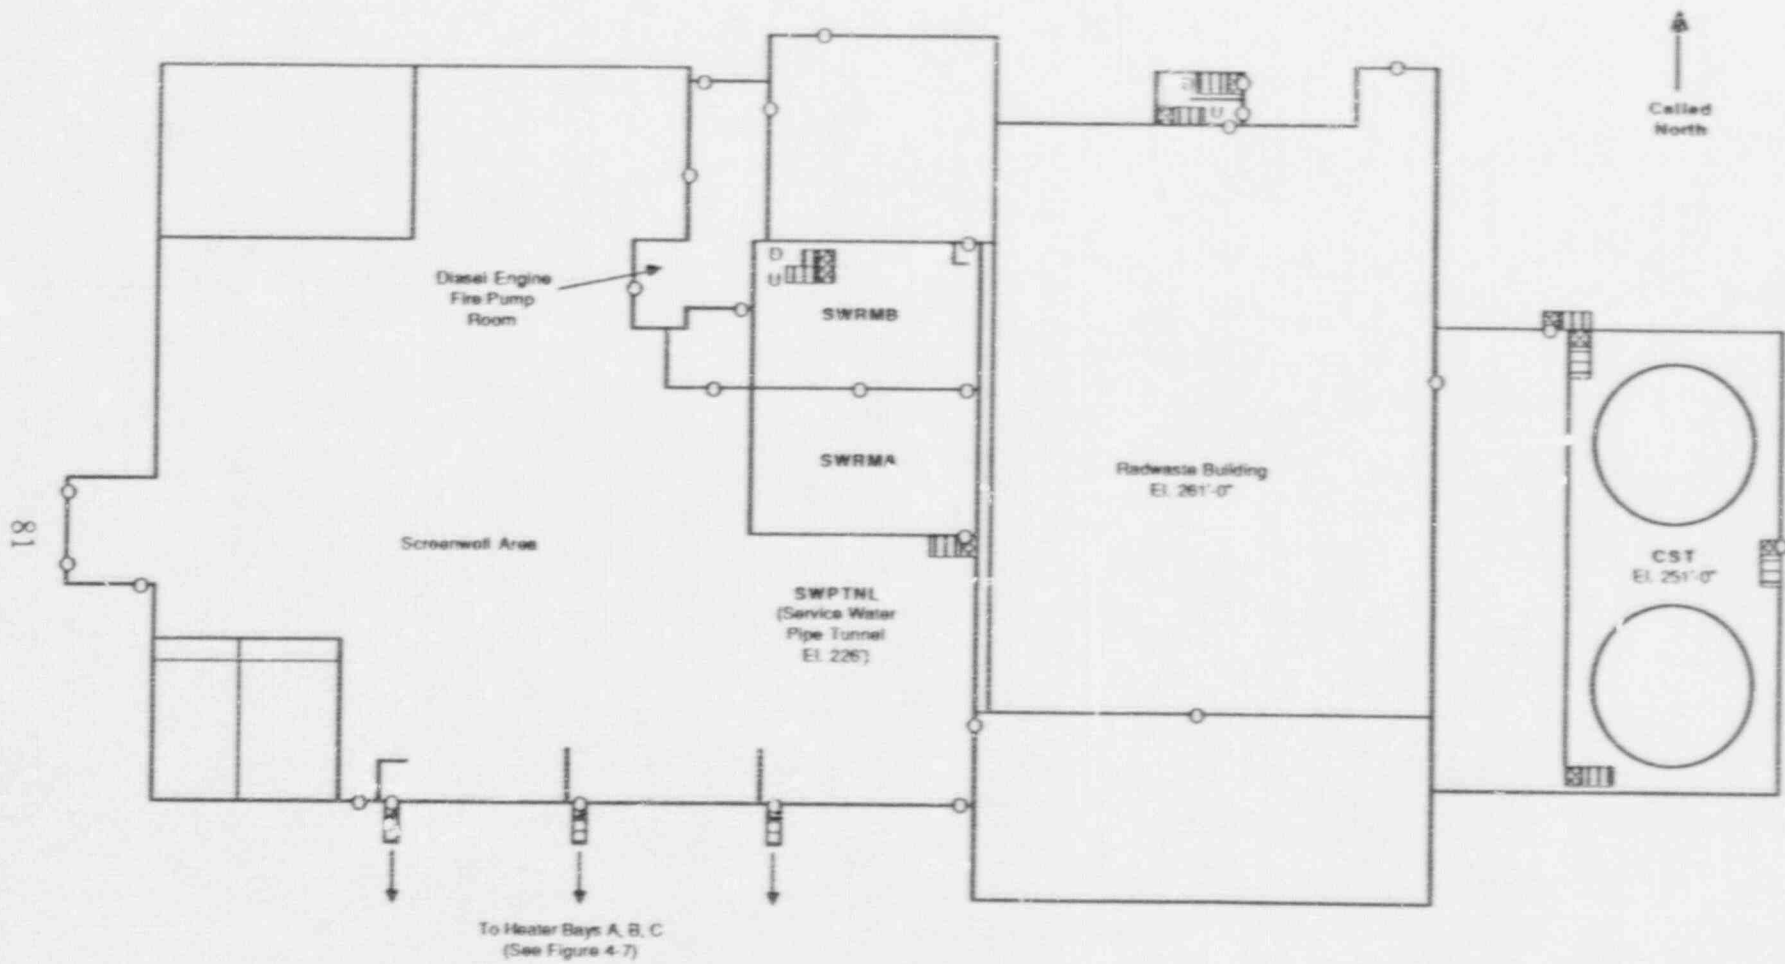 Called
North
D
U
U
Diesel Engine
Fire Pump
Room
D
U
SWRMB
SWRMA
Radwaste Building
El. 261'-0"
81
Screenwell Area
CST
El. 251'-0"
SWPTNL
(Service Water
Pipe Tunnel
El. 226')
To Heater Bays A, B, C
(See Figure 4-7)